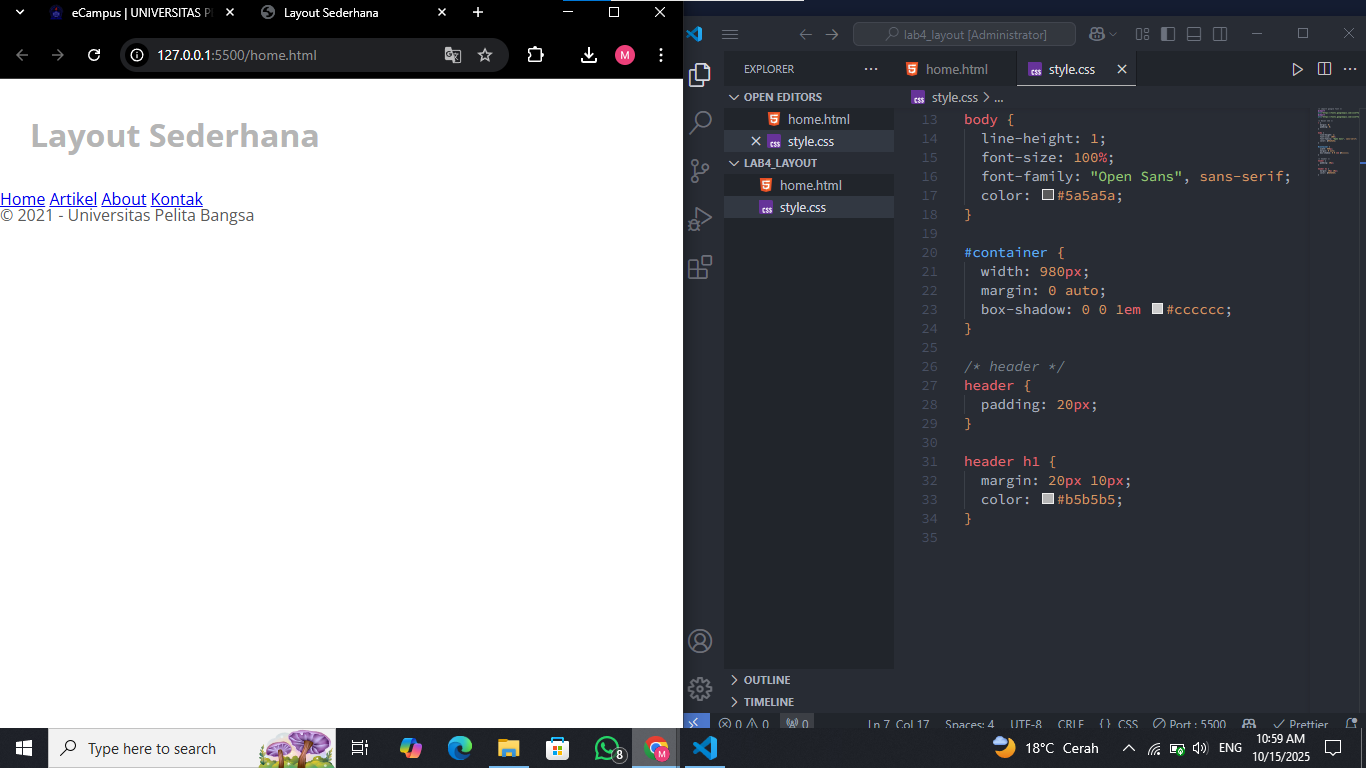 eCampus | UNIVERSITAS P
Layout Sederhana
127.0.0.1:5500/home.html
M
Layout Sederhana
Home Artikel About Kontak
© 2021 - Universitas Pelita Bangsa
lab4_layout [Administrator]
EXPLORER
OPEN EDITORS
home.html
style.css
LAB4_LAYOUT
home.html
style.css
OUTLINE
TIMELINE
home.html
style.css
style.css > ...
13 body {
14 line-height: 1;
15 font-size: 100%;
16 font-family: "Open Sans", sans-serif;
17 color: #5a5a5a;
18 }
19
20 #container {
21 width: 980px;
22 margin: 0 auto;
23 box-shadow: 0 0 1em #cccccc;
24 }
25
26 /* header */
27 header {
28 padding: 20px;
29 }
30
31 header h1 {
32 margin: 20px 10px;
33 color: #b5b5b5;
34 }
35
0 0 0 Ln 7, Col 17 Spaces: 4 UTF-8 CRLF {} CSS Port : 5500 Prettier
Type here to search
8
M
18°C Cerah
ENG
10:59 AM
10/15/2025